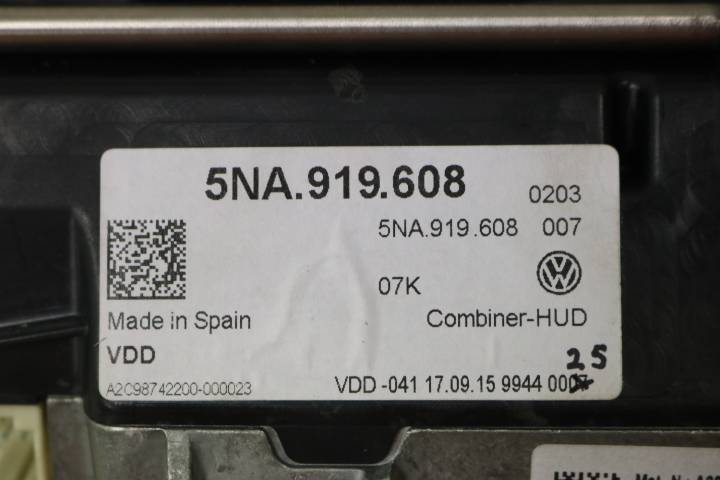 5NA.919.608 0203
5NA.919.608 007
07K
Made in Spain Combiner-HUD
VDD
25
A2C98742200-000023 VDD -041 17.09.15 9944